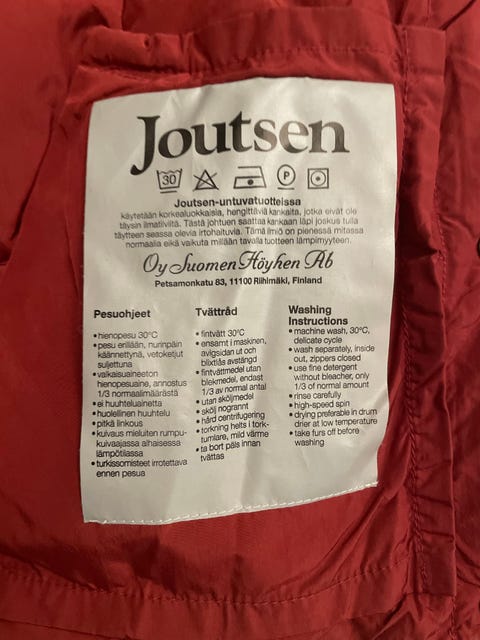 Joutsen
30
P
Joutsen-untuvatuotteissa
käytetään korkealuokkaisia, hengittäviä kankaita, jotka eivät ole
täysin ilmatiiviitä. Tästä johtuen saattaa kankaan läpi joskus tulla
täytteen seassa olevia irtohaituvia. Tämä ilmiö on pienessä mitassa
normaalia eikä vaikuta millään tavalla tuotteen lämpimyyteen.
Oy Suomen Höyhen Ab
Petsamonkatu 83, 11100 Riihimäki, Finland
Pesuohjeet
• hienopesu 30°C
• pesu erillään, nurinpäin
käännettynä, vetoketjut
suljettuna
• valkaisuaineeton
hienopesuaine, annostus
1/3 normaalimäärästä
• ei huuhteluainetta
• huolellinen huuhtelu
• pitkä linkous
• kuivaus mieluiten rumpu-
kuivaajassa alhaisessa
lämpötilassa
• turkissomisteet irrotettava
ennen pesua
Tvättråd
• fintvätt 30°C
• ensamt i maskinen,
avigsidan ut och
blixtlås avstängd
• fintvättmedel utan
blekmedel, endast
1/3 av normal antal
• utan sköljmedel
• skölj nogrannt
• hård centrifugering
• torkning helts i tork-
tumlare, mild värme
• ta bort päls innan
tvättas
Washing
Instructions
• machine wash, 30°C,
delicate cycle
• wash separately, inside
out, zippers closed
• use fine detergent
without bleacher, only
1/3 of normal amount
• rinse carefully
• high-speed spin
• drying preferable in drum
drier at low temperature
• take furs off before
washing